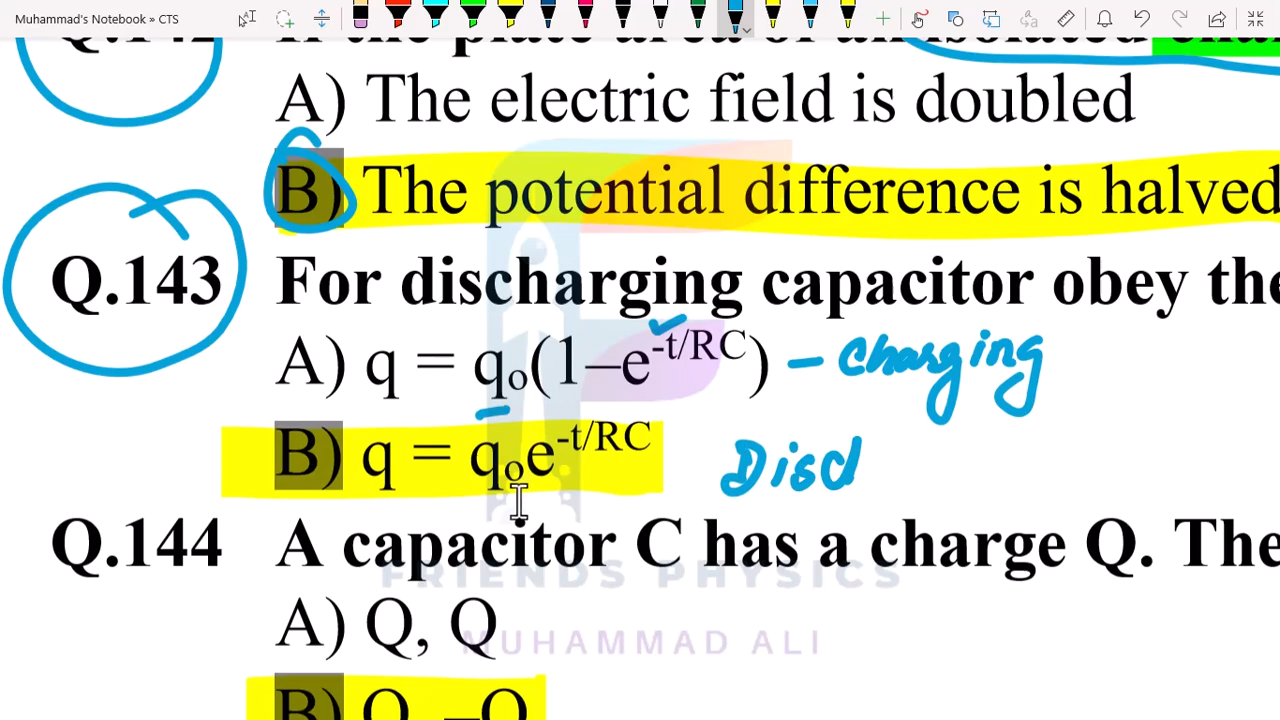 Muhammad's Notebook » CTS
A) The electric field is doubled
B) The potential difference is halved
Q.143 For discharging capacitor obey the
A) q = qₒ(1–e⁻ᵗ/ᴿᶜ) – Charging
B) q = qₒe⁻ᵗ/ᴿᶜ Disd
Q.144 A capacitor C has a charge Q. The
FRIENDS PHYSICS
A) Q, Q
MUHAMMAD ALI
B) Q, –Q